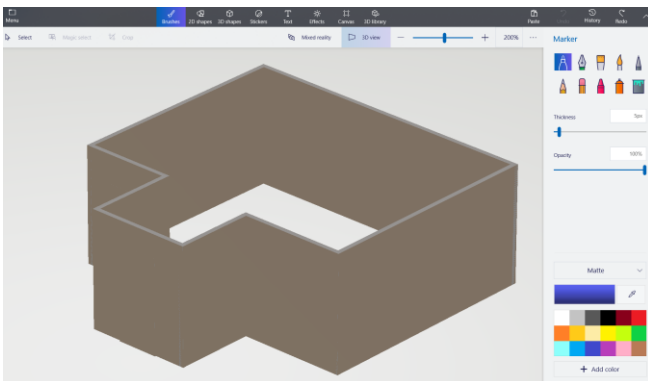 Menu
Brushes
2D shapes
3D shapes
Stickers
Text
Effects
Canvas
3D library
Paste
Undo
History
Redo
Select
Magic select
Crop
Mixed reality
3D view
200%
Marker
Thickness
5px
Opacity
100%
Matte
Add color